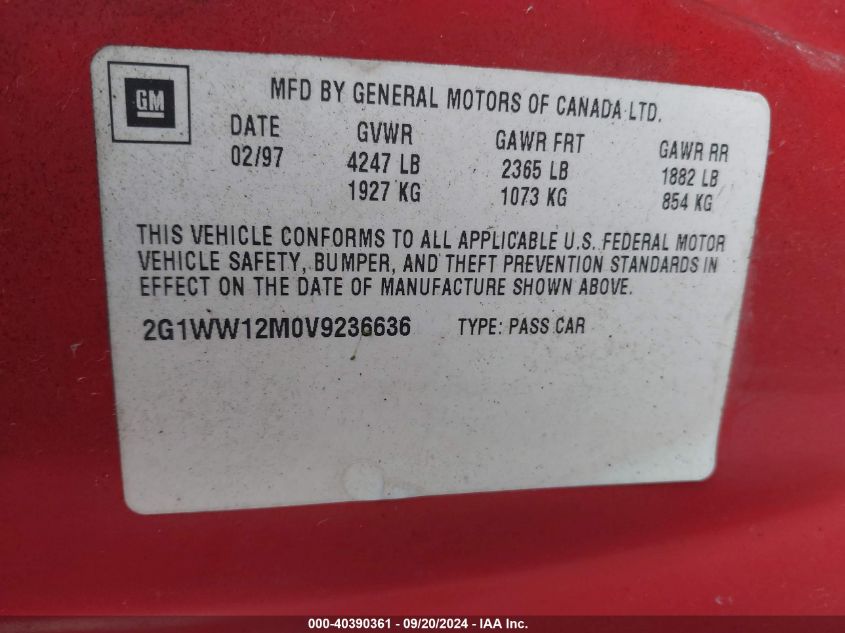 GM
MFD BY GENERAL MOTORS OF CANADA LTD.
DATE GVWR GAWR FRT GAWR RR
02/97 4247 LB 2365 LB 1882 LB
1927 KG 1073 KG 854 KG
THIS VEHICLE CONFORMS TO ALL APPLICABLE U.S. FEDERAL MOTOR
VEHICLE SAFETY, BUMPER, AND THEFT PREVENTION STANDARDS IN
EFFECT ON THE DATE OF MANUFACTURE SHOWN ABOVE.
2G1WW12M0V9236636 TYPE: PASS CAR
000-40390361 - 09/20/2024 - IAA Inc.